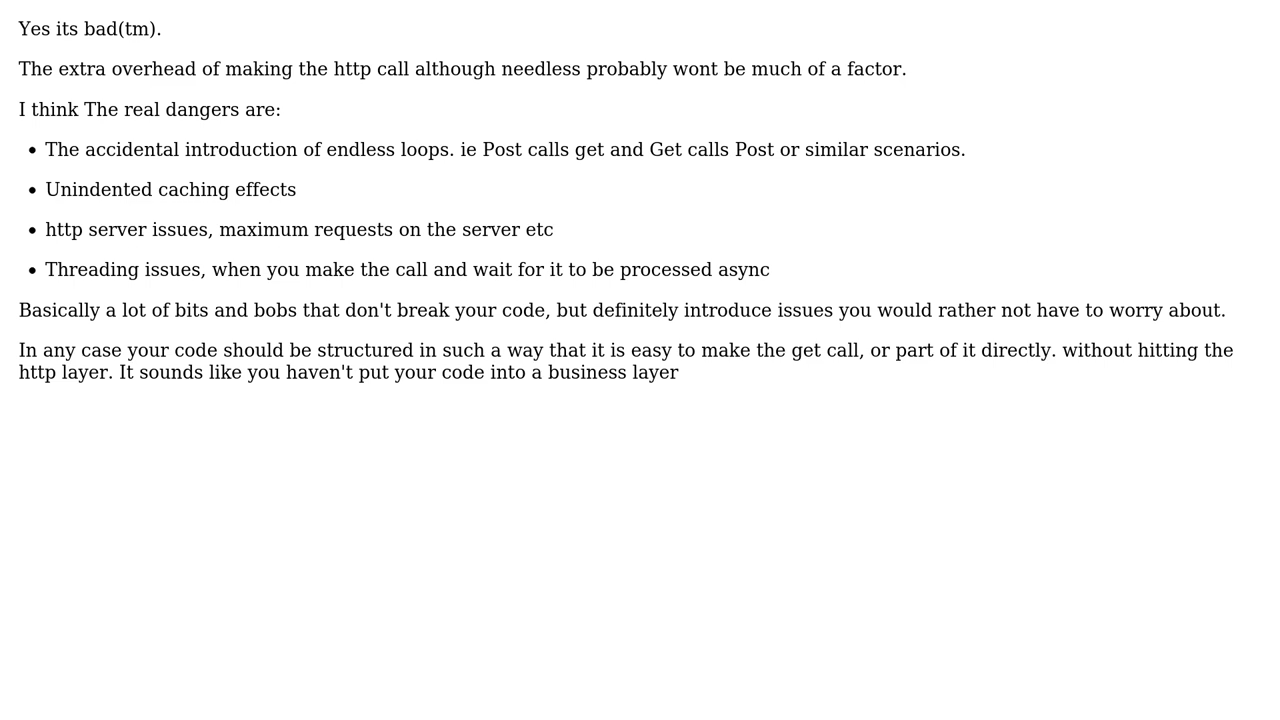 Yes its bad(tm).
The extra overhead of making the http call although needless probably wont be much of a factor.
I think The real dangers are:
• The accidental introduction of endless loops. ie Post calls get and Get calls Post or similar scenarios.
• Unindented caching effects
• http server issues, maximum requests on the server etc
• Threading issues, when you make the call and wait for it to be processed async
Basically a lot of bits and bobs that don't break your code, but definitely introduce issues you would rather not have to worry about.
In any case your code should be structured in such a way that it is easy to make the get call, or part of it directly. without hitting the
http layer. It sounds like you haven't put your code into a business layer